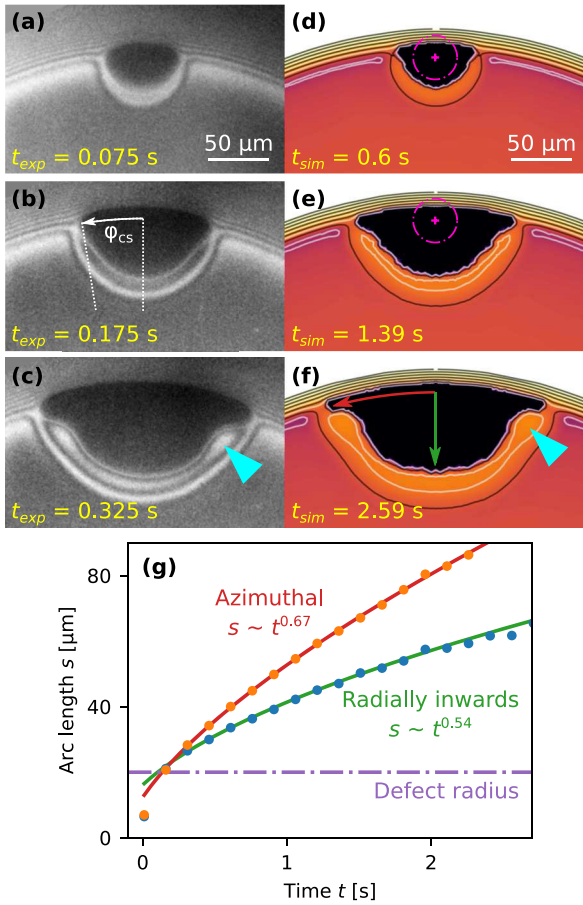 (a)
50 μm
t_exp = 0.075 s
(d)
50 μm
t_sim = 0.6 s
(b)
φ_CS
t_exp = 0.175 s
(e)
t_sim = 1.39 s
(c)
t_exp = 0.325 s
(f)
t_sim = 2.59 s
(g)
80
40
0
Arc length s [μm]
Azimuthal
s ~ t^0.67
Radially inwards
s ~ t^0.54
Defect radius
0
1
2
Time t [s]